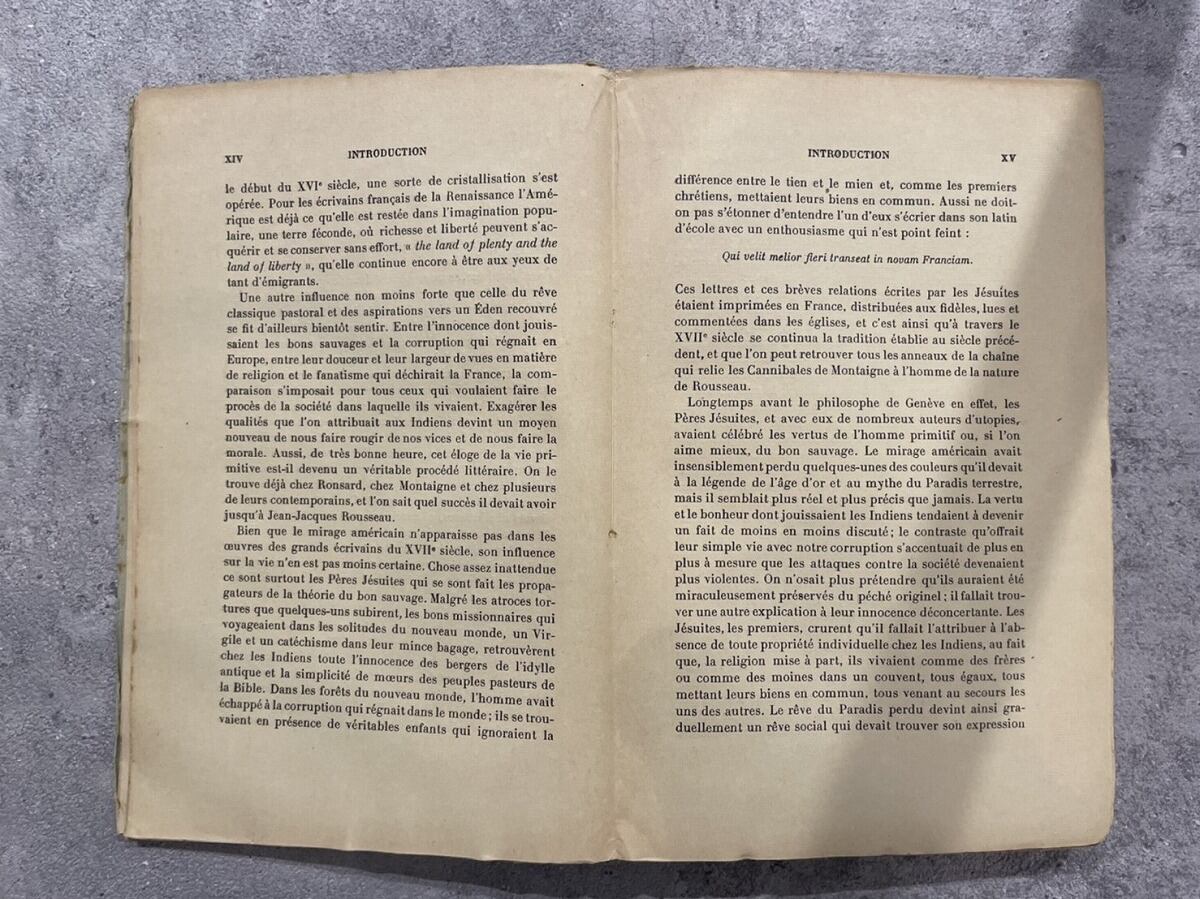 XIV INTRODUCTION
le début du XVIe siècle, une sorte de cristallisation s'est
opérée. Pour les écrivains français de la Renaissance l'Amé-
rique est déjà ce qu'elle est restée dans l'imagination popu-
laire, une terre féconde, où richesse et liberté peuvent s'ac-
quérir et se conserver sans effort, « the land of plenty and the
land of liberty », qu'elle continue encore à être aux yeux de
tant d'émigrants.
Une autre influence non moins forte que celle du rêve
classique pastoral et des aspirations vers un Éden recouvré
se fit d'ailleurs bientôt sentir. Entre l'innocence dont jouis-
saient les bons sauvages et la corruption qui régnait en
Europe, entre leur douceur et leur largeur de vues en matière
de religion et le fanatisme qui déchirait la France, la com-
paraison s'imposait pour tous ceux qui voulaient faire le
procès de la société dans laquelle ils vivaient. Exagérer les
qualités que l'on attribuait aux Indiens devint un moyen
nouveau de nous faire rougir de nos vices et de nous faire la
morale. Aussi, de très bonne heure, cet éloge de la vie pri-
mitive est-il devenu un véritable procédé littéraire. On le
trouve déjà chez Ronsard, chez Montaigne et chez plusieurs
de leurs contemporains, et l'on sait quel succès il devait avoir
jusqu'à Jean-Jacques Rousseau.
Bien que le mirage américain n'apparaisse pas dans les
œuvres des grands écrivains du XVIIe siècle, son influence
sur la vie n'en est pas moins certaine. Chose assez inattendue
ce sont surtout les Pères Jésuites qui se sont fait les propa-
gateurs de la théorie du bon sauvage. Malgré les atroces tor-
tures que quelques-uns subirent, les bons missionnaires qui
voyageaient dans les solitudes du nouveau monde, un Vir-
gile et un catéchisme dans leur mince bagage, retrouvèrent
chez les Indiens toute l'innocence des bergers de l'idylle
antique et la simplicité de mœurs des peuples pasteurs de
la Bible. Dans les forêts du nouveau monde, l'homme avait
échappé à la corruption qui régnait dans le monde ; ils se trou-
vaient en présence de véritables enfants qui ignoraient la
INTRODUCTION XV
différence entre le tien et le mien et, comme les premiers
chrétiens, mettaient leurs biens en commun. Aussi ne doit-
on pas s'étonner d'entendre l'un d'eux s'écrier dans son latin
d'école avec un enthousiasme qui n'est point feint :
Qui velit melior fieri transeat in novam Franciam.
Ces lettres et ces brèves relations écrites par les Jésuites
étaient imprimées en France, distribuées aux fidèles, lues et
commentées dans les églises, et c'est ainsi qu'à travers le
XVIIe siècle se continua la tradition établie au siècle précé-
dent, et que l'on peut retrouver tous les anneaux de la chaîne
qui relie les Cannibales de Montaigne à l'homme de la nature
de Rousseau.
Longtemps avant le philosophe de Genève en effet, les
Pères Jésuites, et avec eux de nombreux auteurs d'utopies,
avaient célébré les vertus de l'homme primitif ou, si l'on
aime mieux, du bon sauvage. Le mirage américain avait
insensiblement perdu quelques-unes des couleurs qu'il devait
à la légende de l'âge d'or et au mythe du Paradis terrestre,
mais il semblait plus réel et plus précis que jamais. La vertu
et le bonheur dont jouissaient les Indiens tendaient à devenir
un fait de moins en moins discuté ; le contraste qu'offrait
leur simple vie avec notre corruption s'accentuait de plus en
plus à mesure que les attaques contre la société devenaient
plus violentes. On n'osait plus prétendre qu'ils auraient été
miraculeusement préservés du péché originel ; il fallait trou-
ver une autre explication à leur innocence déconcertante. Les
Jésuites, les premiers, crurent qu'il fallait l'attribuer à l'ab-
sence de toute propriété individuelle chez les Indiens, au fait
que, la religion mise à part, ils vivaient comme des frères
ou comme des moines dans un couvent, tous égaux, tous
mettant leurs biens en commun, tous venant au secours les
uns des autres. Le rêve du Paradis perdu devint ainsi gra-
duellement un rêve social qui devait trouver son expression